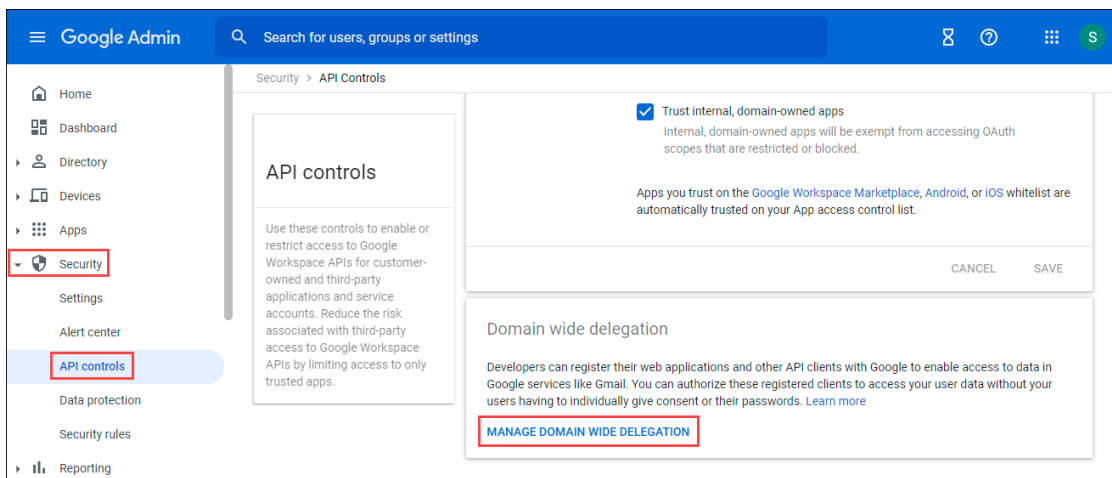 Google Admin
Search for users, groups or settings
S
Security > API Controls
Home
Dashboard
Directory
Devices
Apps
Security
Settings
Alert center
API controls
Data protection
Security rules
Reporting
API controls
Use these controls to enable or
restrict access to Google
Workspace APIs for customer-
owned and third-party
applications and service
accounts. Reduce the risk
associated with third-party
access to Google Workspace
APIs by limiting access to only
trusted apps.
Trust internal, domain-owned apps
Internal, domain-owned apps will be exempt from accessing OAuth
scopes that are restricted or blocked.
Apps you trust on the Google Workspace Marketplace, Android, or iOS whitelist are
automatically trusted on your App access control list.
CANCEL SAVE
Domain wide delegation
Developers can register their web applications and other API clients with Google to enable access to data in
Google services like Gmail. You can authorize these registered clients to access your user data without your
users having to individually give consent or their passwords. Learn more
MANAGE DOMAIN WIDE DELEGATION